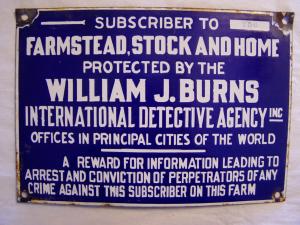 SUBSCRIBER TO
FARMSTEAD, STOCK AND HOME
PROTECTED BY THE
WILLIAM J. BURNS
INTERNATIONAL DETECTIVE AGENCY INC
OFFICES IN PRINCIPAL CITIES OF THE WORLD
A REWARD FOR INFORMATION LEADING TO
ARREST AND CONVICTION OF PERPETRATORS OF ANY
CRIME AGAINST THIS SUBSCRIBER ON THIS FARM